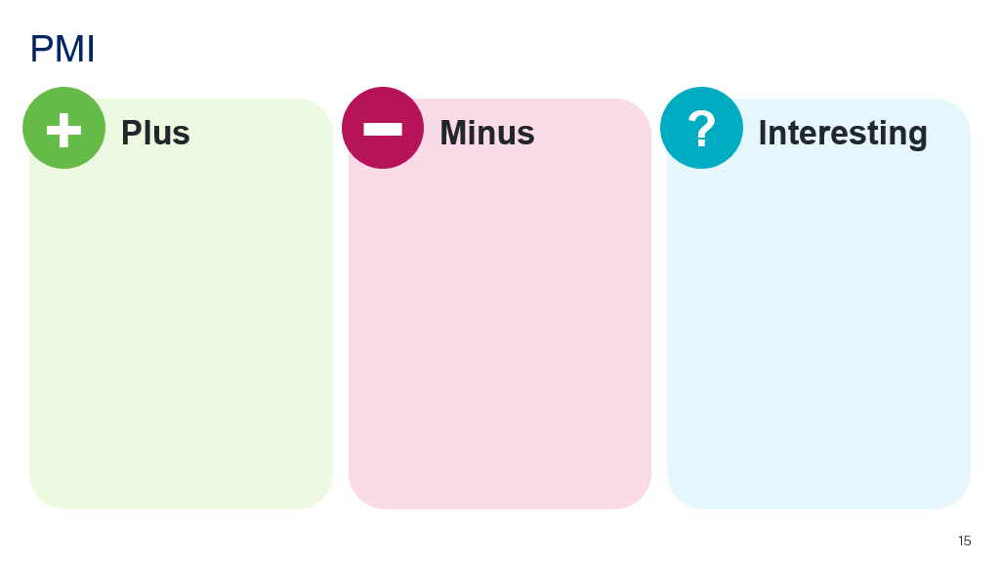 PMI
+ Plus
− Minus
? Interesting
15